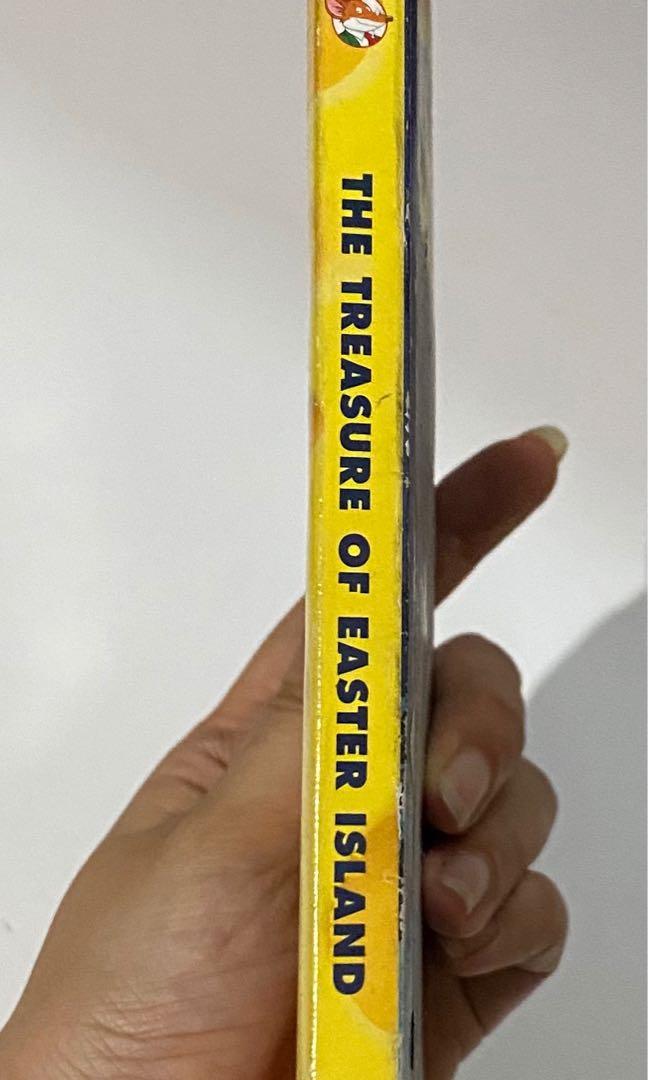 THE TREASURE OF EASTER ISLAND